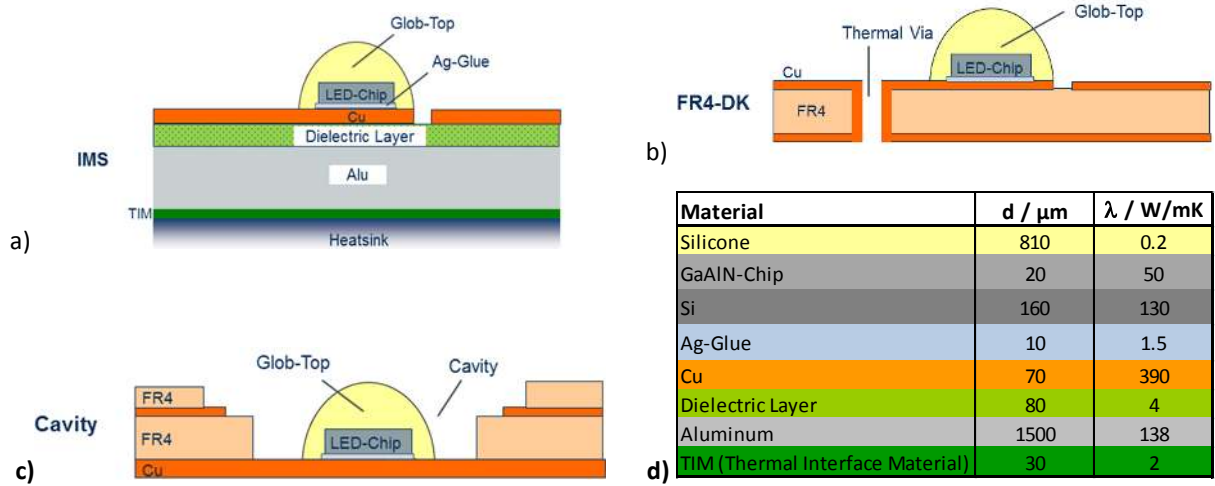 Glob-Top
Ag-Glue
LED-Chip
Cu
Dielectric Layer
IMS
Alu
TIM
Heatsink
a)
Glob-Top
Thermal Via
LED-Chip
Cu
FR4
FR4-DK
b)
Glob-Top
Cavity
FR4
Cavity
FR4
LED-Chip
Cu
c)
Material d / µm λ / W/mK
Silicone 810 0.2
GaAlN-Chip 20 50
Si 160 130
Ag-Glue 10 1.5
Cu 70 390
Dielectric Layer 80 4
Aluminum 1500 138
TIM (Thermal Interface Material) 30 2
d)